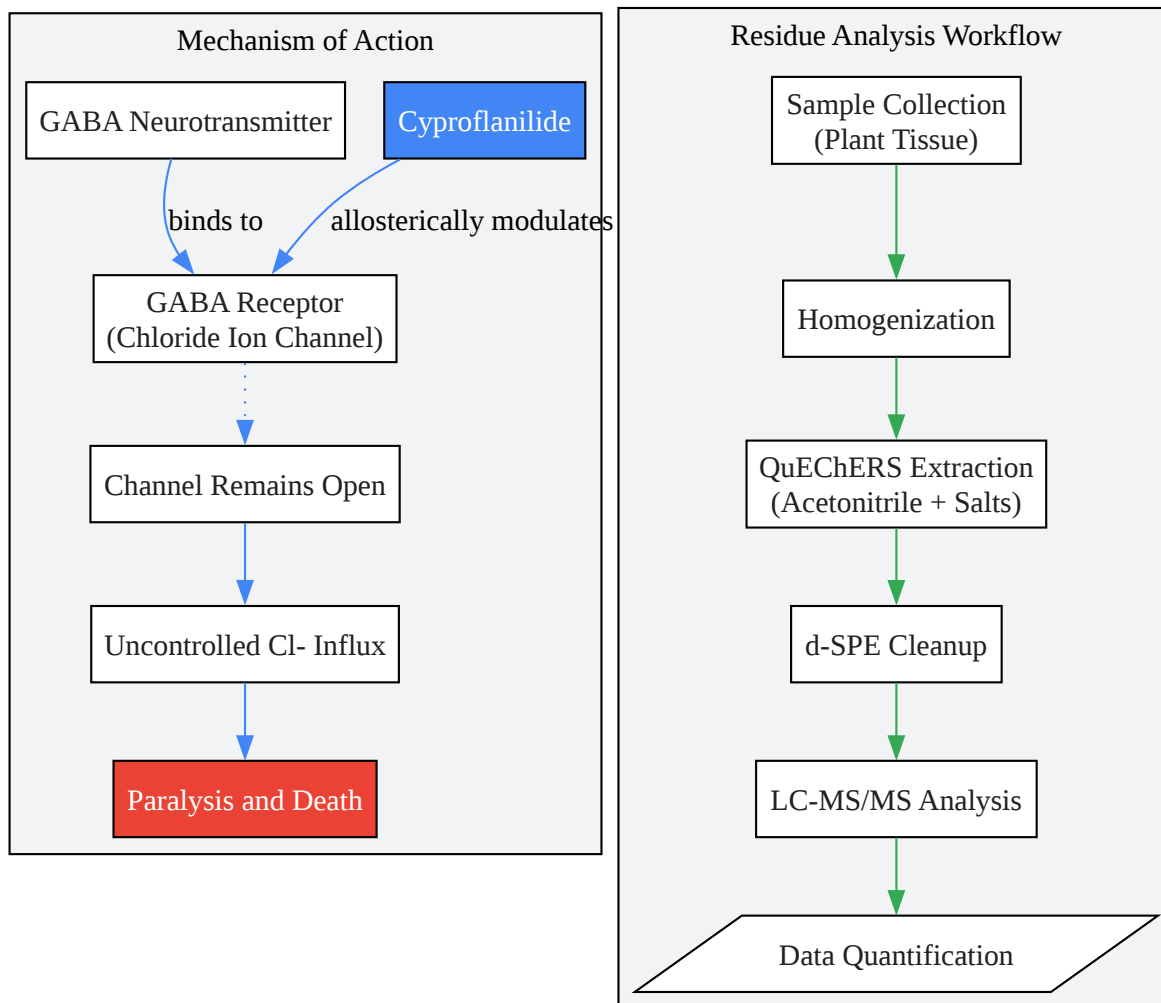 Mechanism of Action
GABA Neurotransmitter
Cyproflanilide
binds to
allosterically modulates
GABA Receptor
(Chloride Ion Channel)
Channel Remains Open
Uncontrolled Cl- Influx
Paralysis and Death
Residue Analysis Workflow
Sample Collection
(Plant Tissue)
Homogenization
QuEChERS Extraction
(Acetonitrile + Salts)
d-SPE Cleanup
LC-MS/MS Analysis
Data Quantification